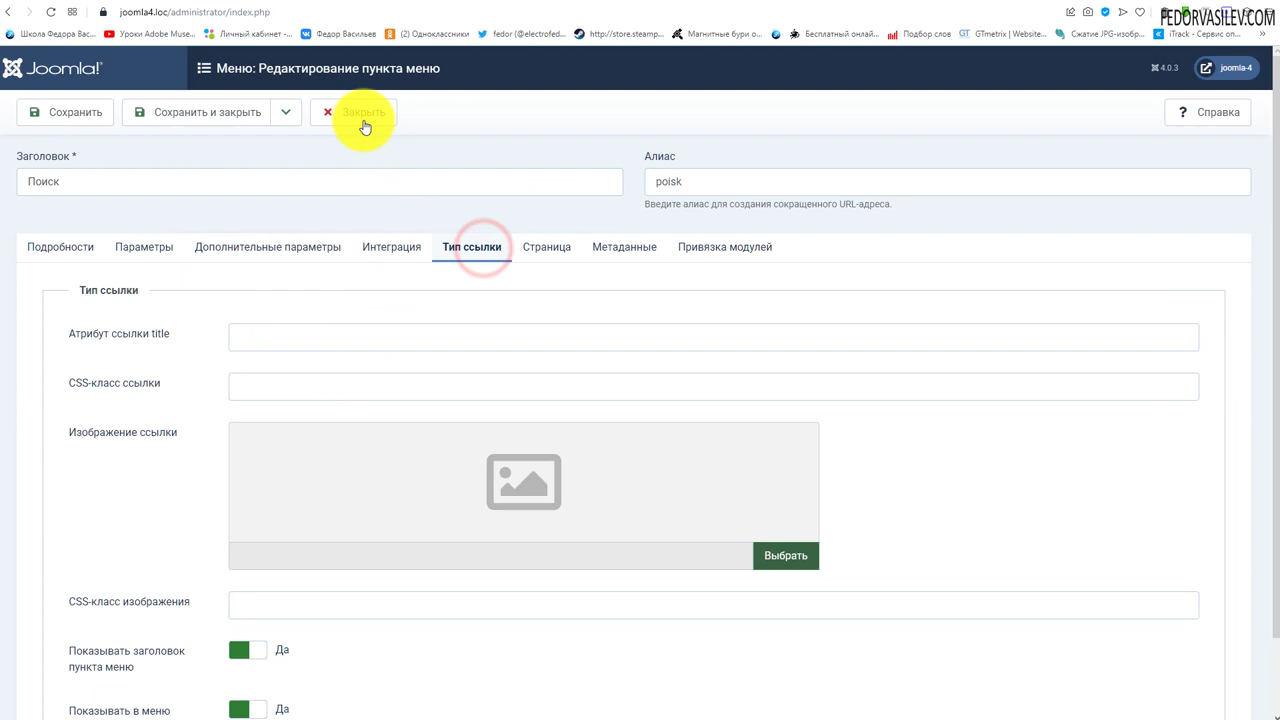 joomla4.loc/administrator/index.php
FEDORVASILEV.COM
Школа Федора Вас...
Уроки Adobe Muse...
Личный кабинет -...
Федор Васильев
(2) Одноклассники
fedor (@electrofed...
http://store.steamp...
Магнитные бури о...
Бесплатный онлай...
Подбор слов
GTmetrix | Website...
Сжатие JPG-изобр...
iTrack - Сервис оп...
»
Joomla!®
Меню: Редактирование пункта меню
4.0.3
joomla-4
Сохранить
Сохранить и закрыть
Закрыть
? Справка
Заголовок *
Алиас
Поиск
poisk
Введите алиас для создания сокращенного URL-адреса.
Подробности
Параметры
Дополнительные параметры
Интеграция
Тип ссылки
Страница
Метаданные
Привязка модулей
Тип ссылки
Атрибут ссылки title
CSS-класс ссылки
Изображение ссылки
Выбрать
CSS-класс изображения
Показывать заголовок
пункта меню
Да
Показывать в меню
Да